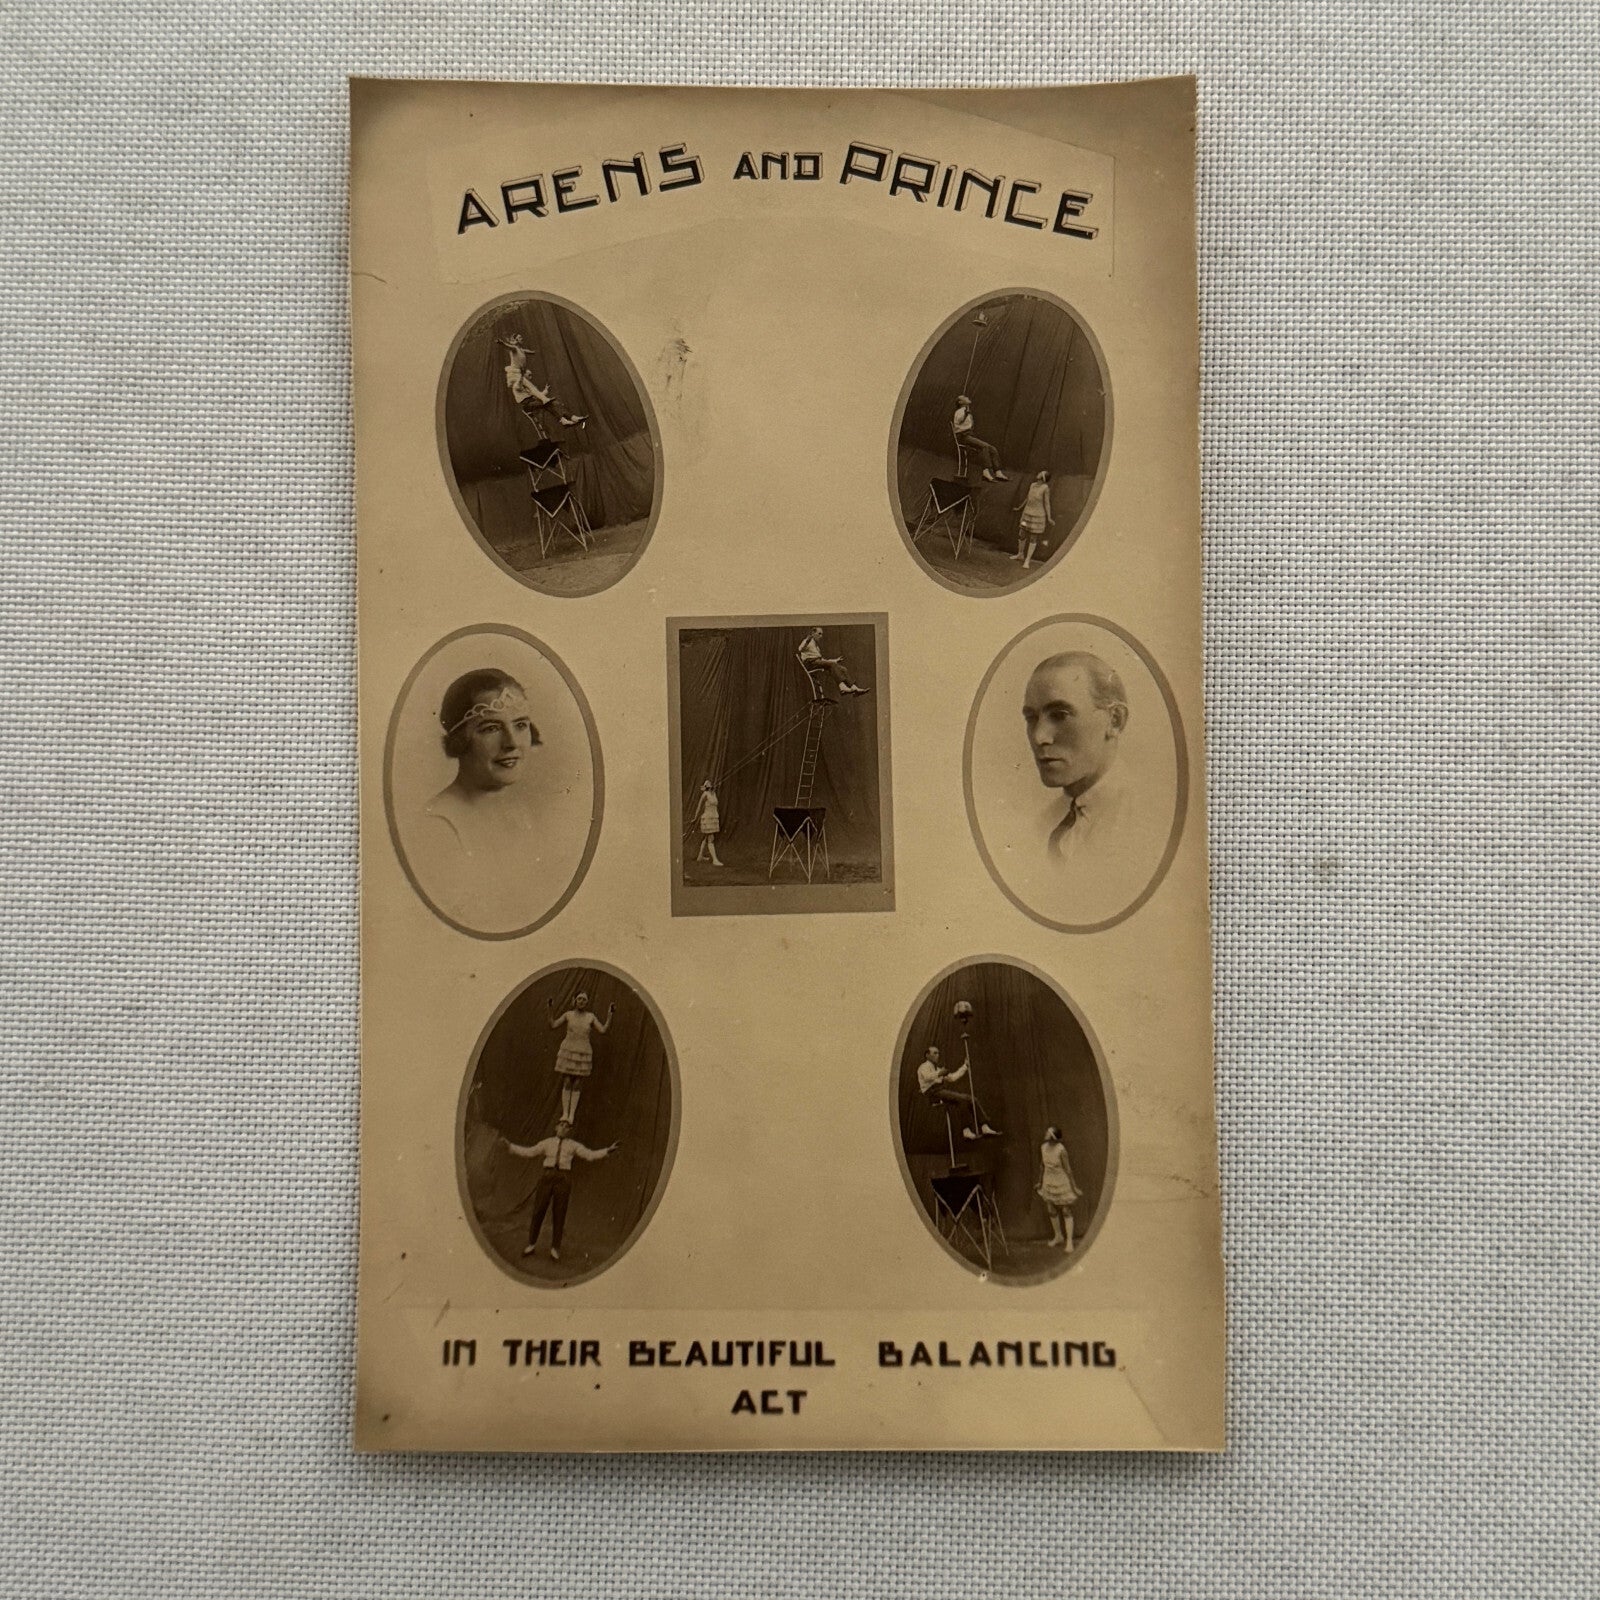 ARENS AND PRINCE
IN THEIR BEAUTIFUL BALANCING
ACT